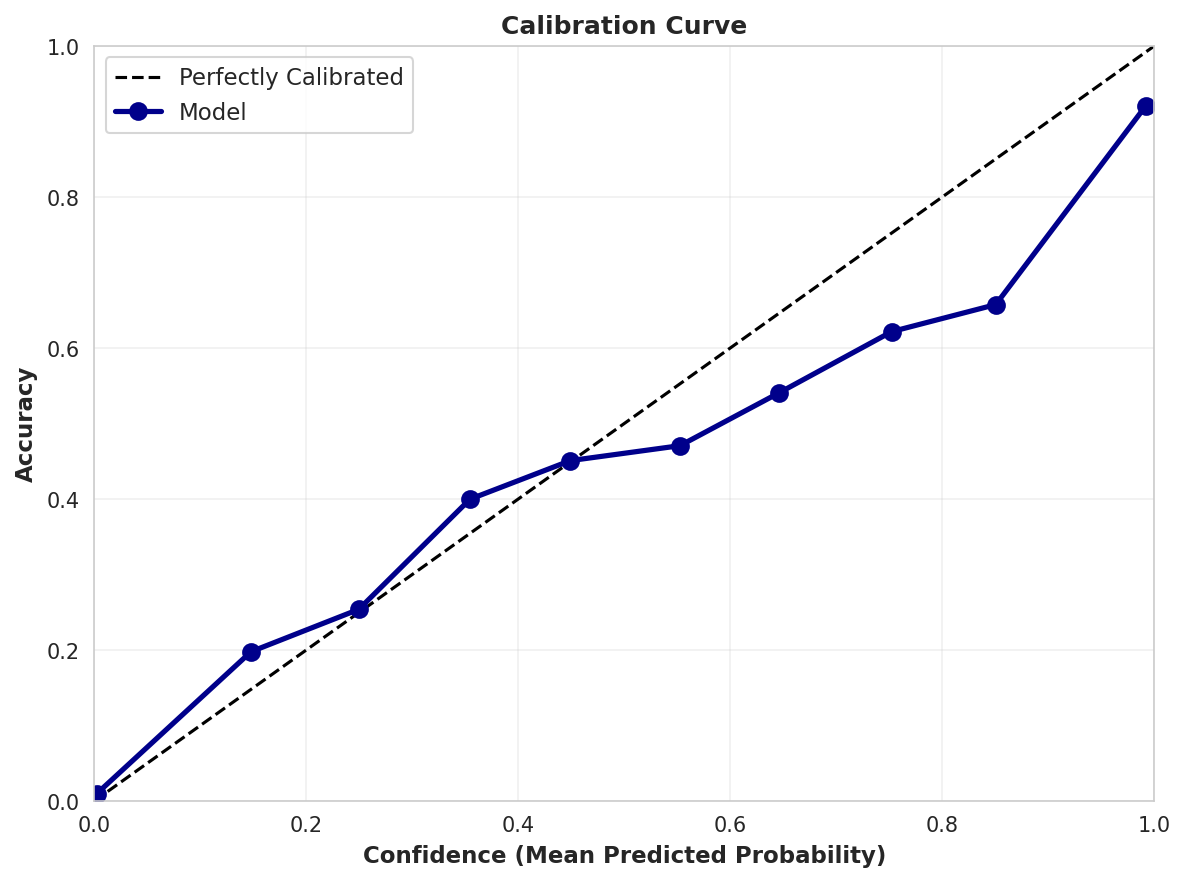 Calibration Curve
Perfectly Calibrated
Model
1.0
0.8
0.6
0.4
0.2
0.0
Accuracy
0.0 0.2 0.4 0.6 0.8 1.0
Confidence (Mean Predicted Probability)